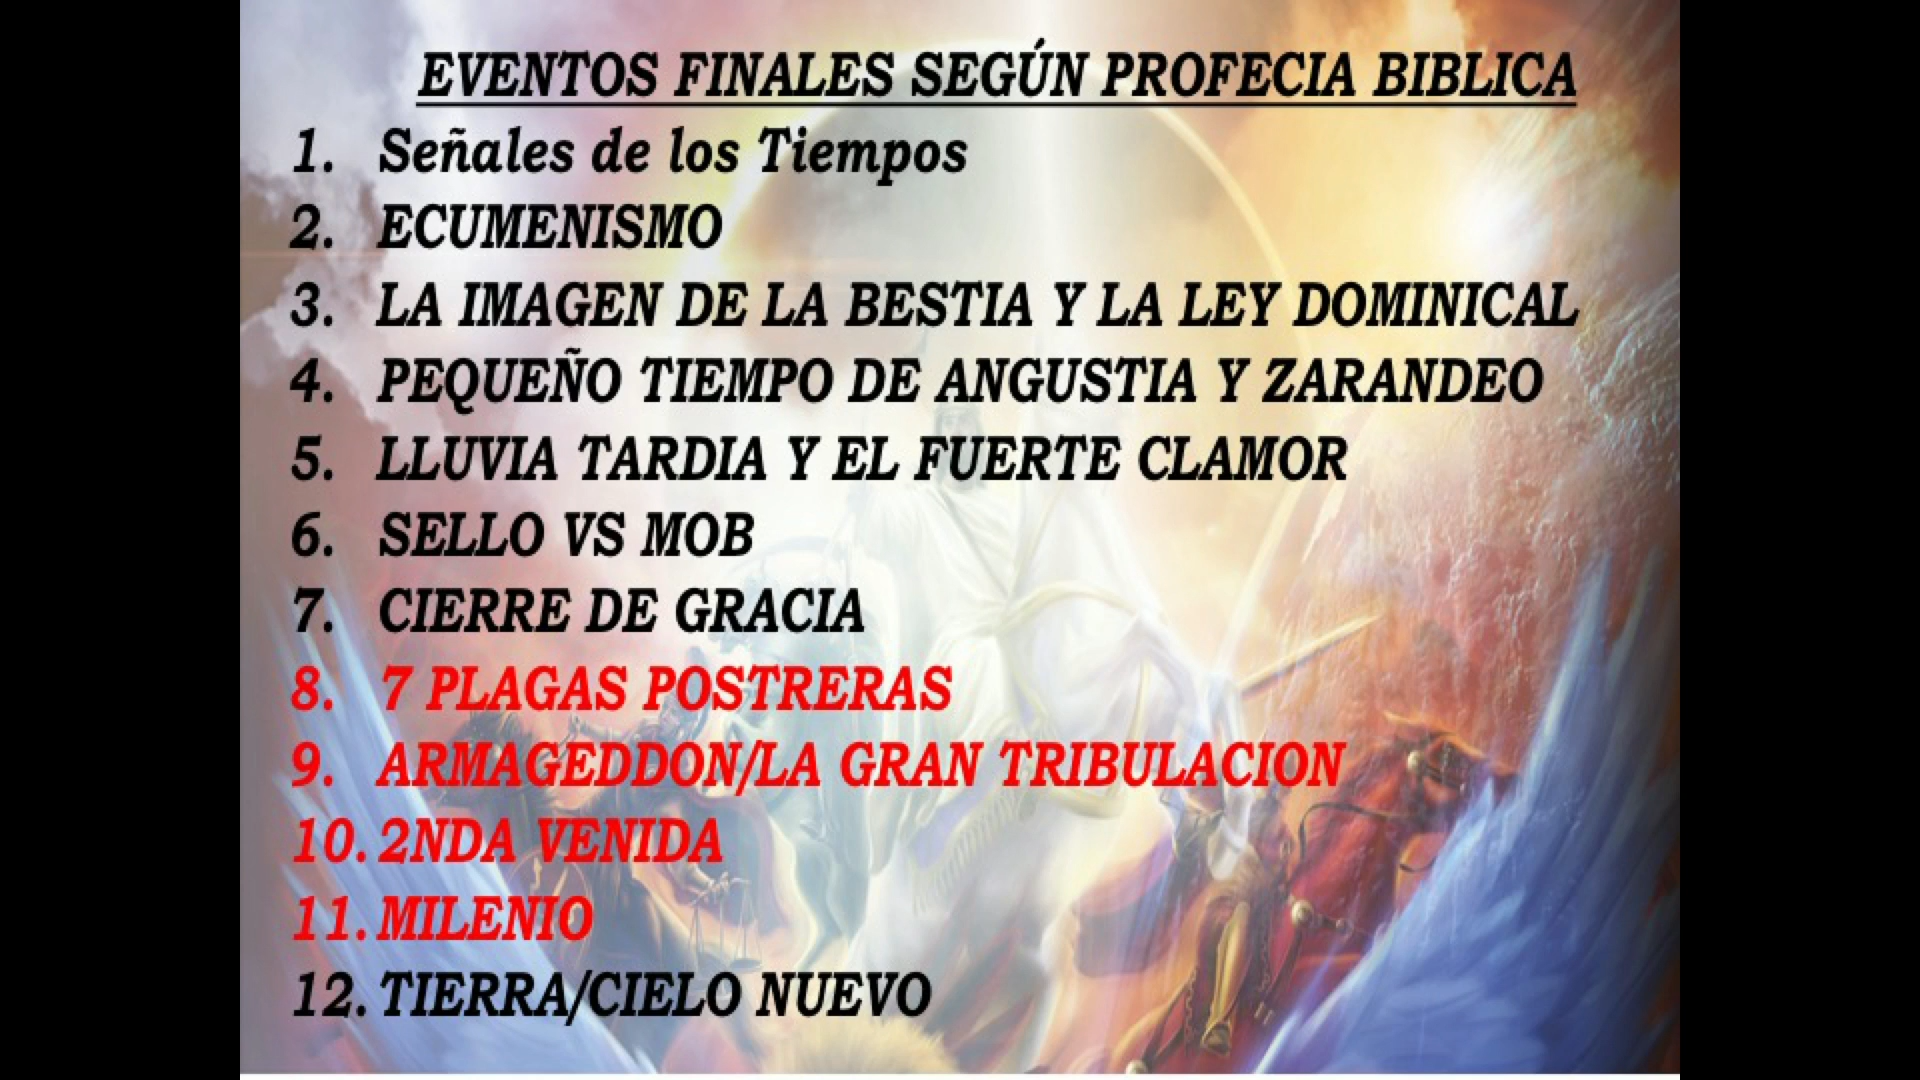 EVENTOS FINALES SEGÚN PROFECIA BIBLICA
1. Señales de los Tiempos
2. ECUMENISMO
3. LA IMAGEN DE LA BESTIA Y LA LEY DOMINICAL
4. PEQUEÑO TIEMPO DE ANGUSTIA Y ZARANDEO
5. LLUVIA TARDIA Y EL FUERTE CLAMOR
6. SELLO VS MOB
7. CIERRE DE GRACIA
8. 7 PLAGAS POSTRERAS
9. ARMAGEDDON/LA GRAN TRIBULACION
10. 2NDA VENIDA
11. MILENIO
12. TIERRA/CIELO NUEVO